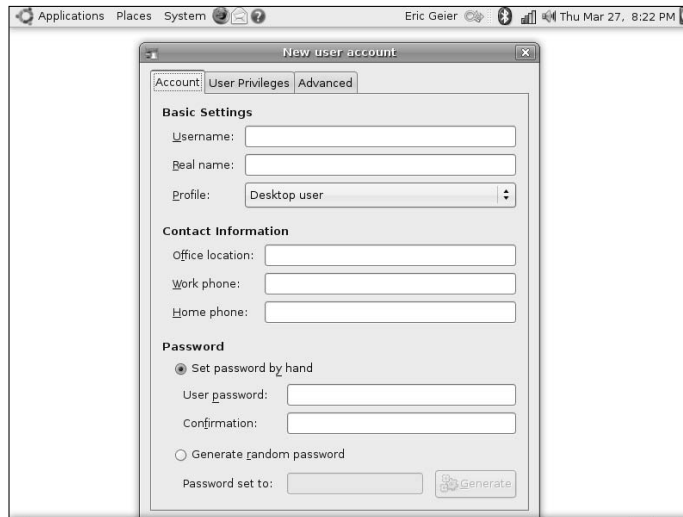 Applications Places System Eric Geier Thu Mar 27, 8:22 PM
New user account
Account User Privileges Advanced
Basic Settings
Username:
Real name:
Profile: Desktop user
Contact Information
Office location:
Work phone:
Home phone:
Password
Set password by hand
User password:
Confirmation:
Generate random password
Password set to: Generate